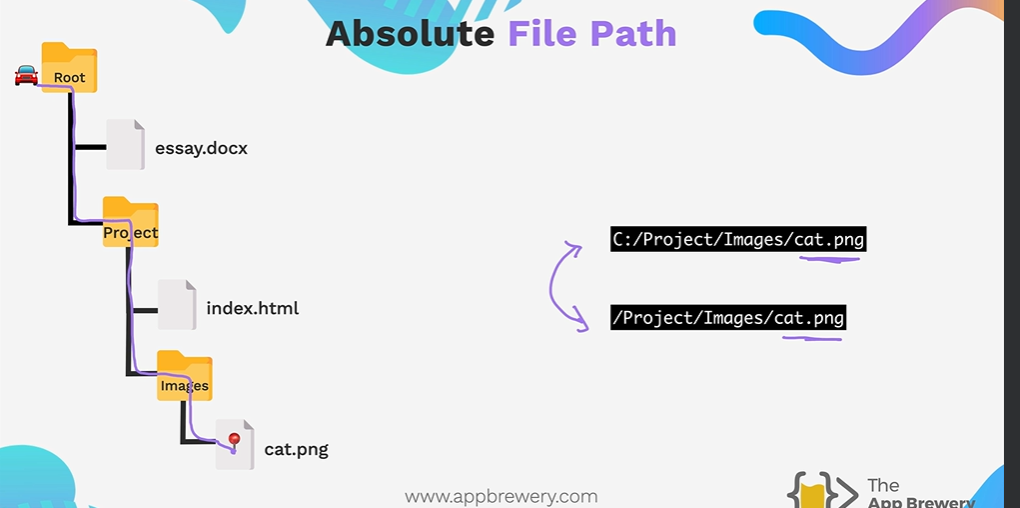 Absolute File Path
Root
essay.docx
Project
C:/Project/Images/cat.png
index.html
/Project/Images/cat.png
Images
cat.png
www.appbrewery.com
The
App Brewery